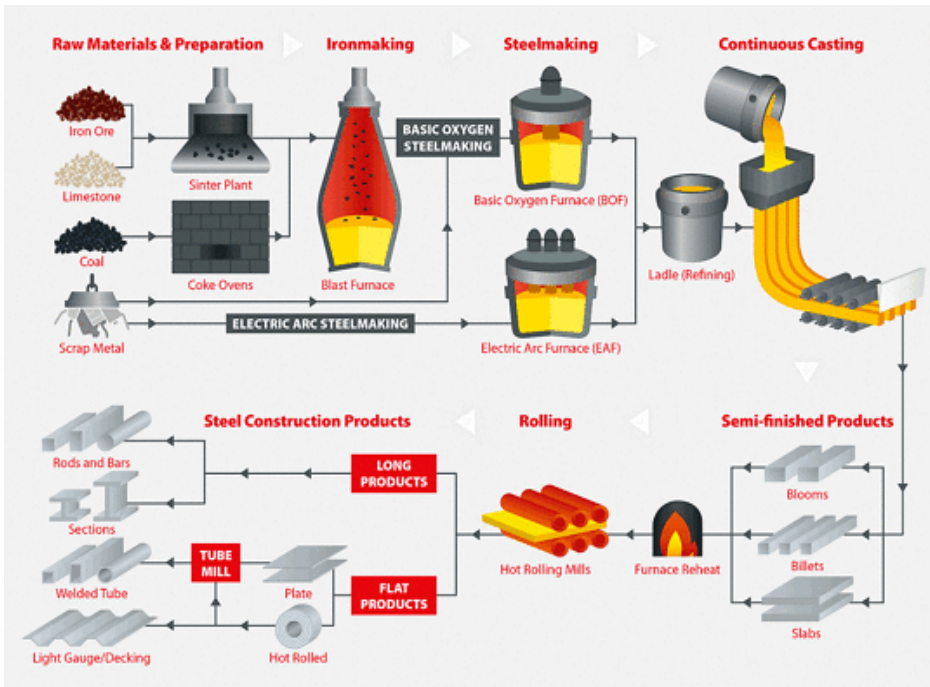 Raw Materials & Preparation
Ironmaking
Steelmaking
Continuous Casting
Iron Ore
Limestone
Sinter Plant
Coal
Coke Ovens
Scrap Metal
Blast Furnace
BASIC OXYGEN
STEELMAKING
ELECTRIC ARC STEELMAKING
Basic Oxygen Furnace (BOF)
Electric Arc Furnace (EAF)
Ladle (Refining)
Steel Construction Products
Rolling
Semi-finished Products
Rods and Bars
Sections
Welded Tube
Light Gauge/Decking
LONG
PRODUCTS
TUBE
MILL
Plate
FLAT
PRODUCTS
Hot Rolled
Hot Rolling Mills
Furnace Reheat
Blooms
Billets
Slabs